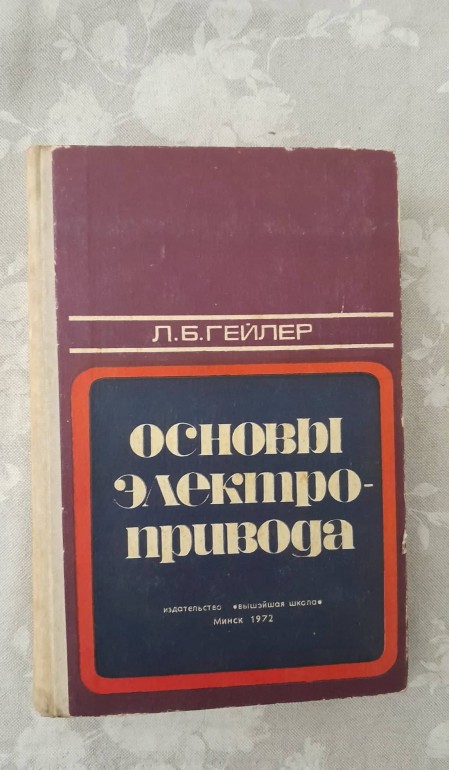 Л.Б.ГЕЙЛЕР
ОСНОВЫ
ЭЛЕКТРО-
ПРИВОДА
издательство «вышэйшая школа»
Минск 1972